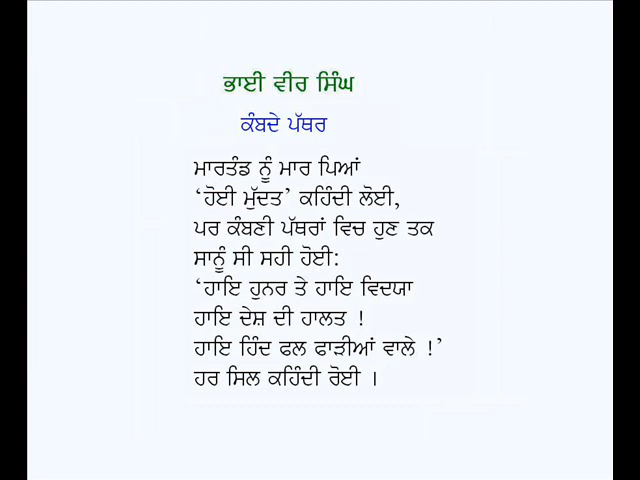 ਭਾਈ ਵੀਰ ਸਿੰਘ
ਕੰਬਦੇ ਪੱਥਰ
ਮਾਰਤੰਡ ਨੂੰ ਮਾਰ ਪਿਆਂ
‘ਹੋਈ ਮੁੱਦਤ’ ਕਹਿੰਦੀ ਲੋਈ,
ਪਰ ਕੰਬਣੀ ਪੱਥਰਾਂ ਵਿਚ ਹੁਣ ਤਕ
ਸਾਨੂੰ ਸੀ ਸਹੀ ਹੋਈ:
‘ਹਾਇ ਹੁਨਰ ਤੇ ਹਾਇ ਵਿਦਯਾ
ਹਾਇ ਦੇਸ਼ ਦੀ ਹਾਲਤ !
ਹਾਇ ਹਿੰਦ ਫਲ ਫਾੜੀਆਂ ਵਾਲੇ !’
ਹਰ ਸਿਲ ਕਹਿੰਦੀ ਰੋਈ ।